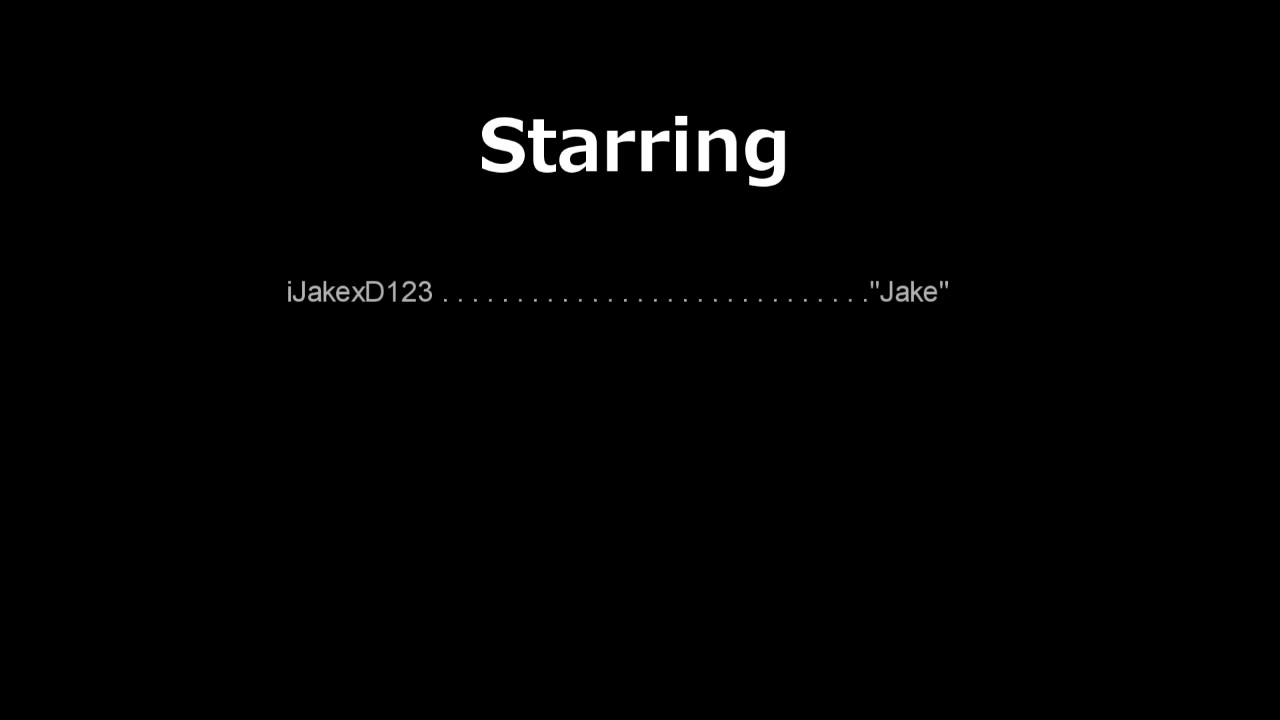 Starring
iJakexD123 . . . . . . . . . . . . . . . . . . . . . . . . . . . . ."Jake"